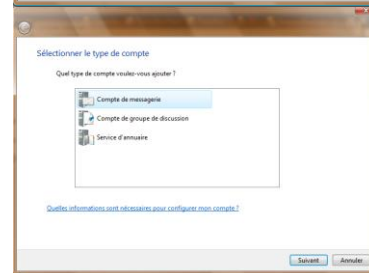 Sélectionner le type de compte
Quel type de compte voulez-vous ajouter ?
Compte de messagerie
Compte de groupe de discussion
Service d'annuaire
Quelles informations sont nécessaires pour configurer mon compte ?
Suivant Annuler